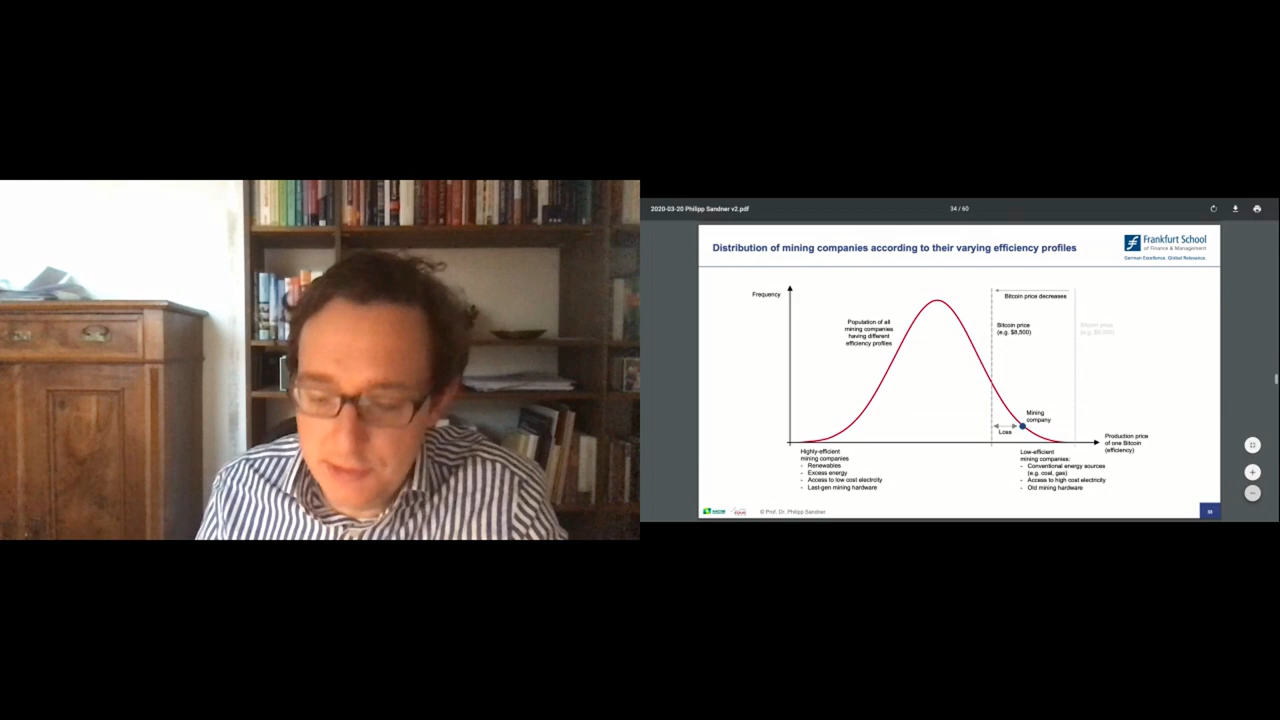 2020-03-20 Philipp Sandner v2.pdf
34 / 60
Distribution of mining companies according to their varying efficiency profiles
Frankfurt School
of Finance & Management
German Excellence. Global Relevance.
Frequency
Bitcoin price decreases
Population of all
mining companies
having different
efficiency profiles
Bitcoin price
(e.g. $8,500)
Bitcoin price
Mining
company
Loss
Production price
of one Bitcoin
(efficiency)
Highly-efficient
mining companies
- Renewables
- Excess energy
- Access to low cost electrcity
- Last-gen mining hardware
Low-efficient
mining companies:
- Conventional energy sources
(e.g. coal, gas)
- Access to high cost electricity
- Old mining hardware
© Prof. Dr. Philipp Sandner